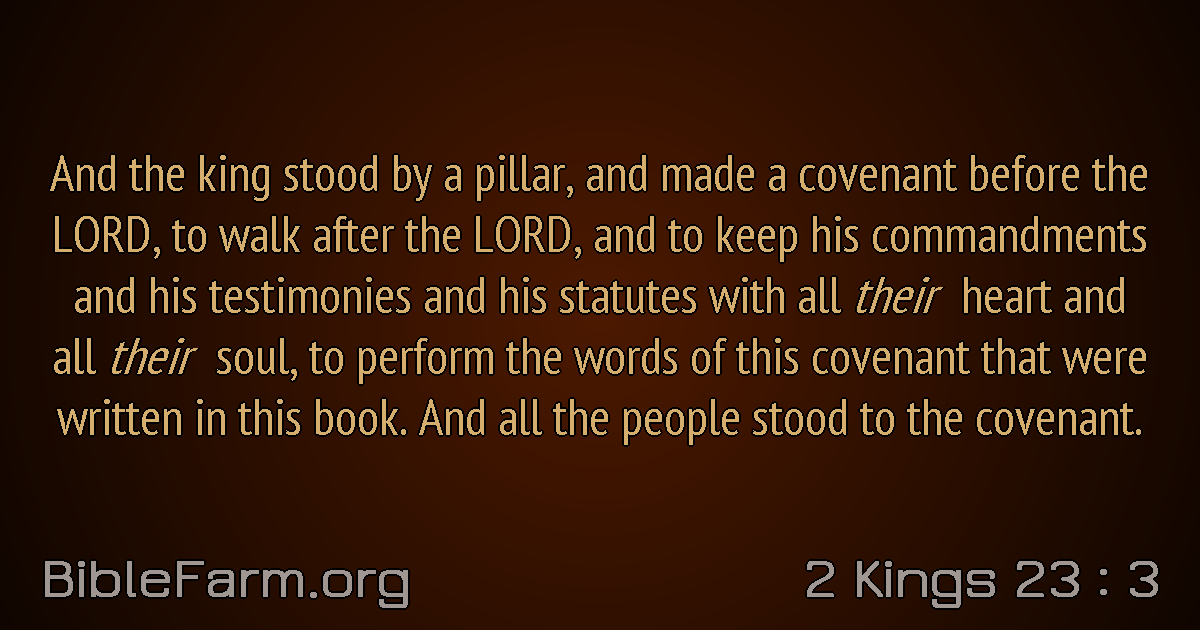 And the king stood by a pillar, and made a covenant before the
LORD, to walk after the LORD, and to keep his commandments
and his testimonies and his statutes with all their heart and
all their soul, to perform the words of this covenant that were
written in this book. And all the people stood to the covenant.
BibleFarm.org
2 Kings 23 : 3